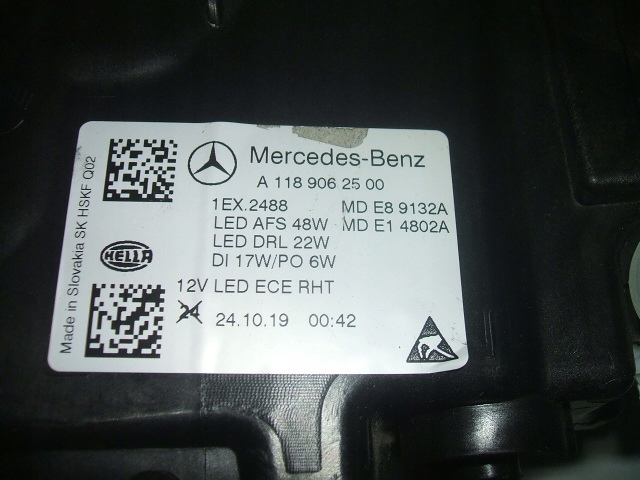 Mercedes-Benz
A 118 906 25 00
1EX.2488 MD E8 9132A
LED AFS 48W MD E1 4802A
LED DRL 22W
DI 17W/PO 6W
12V LED ECE RHT
24 24.10.19 00:42
HELLA
Made in Slovakia SK HSKF Q02